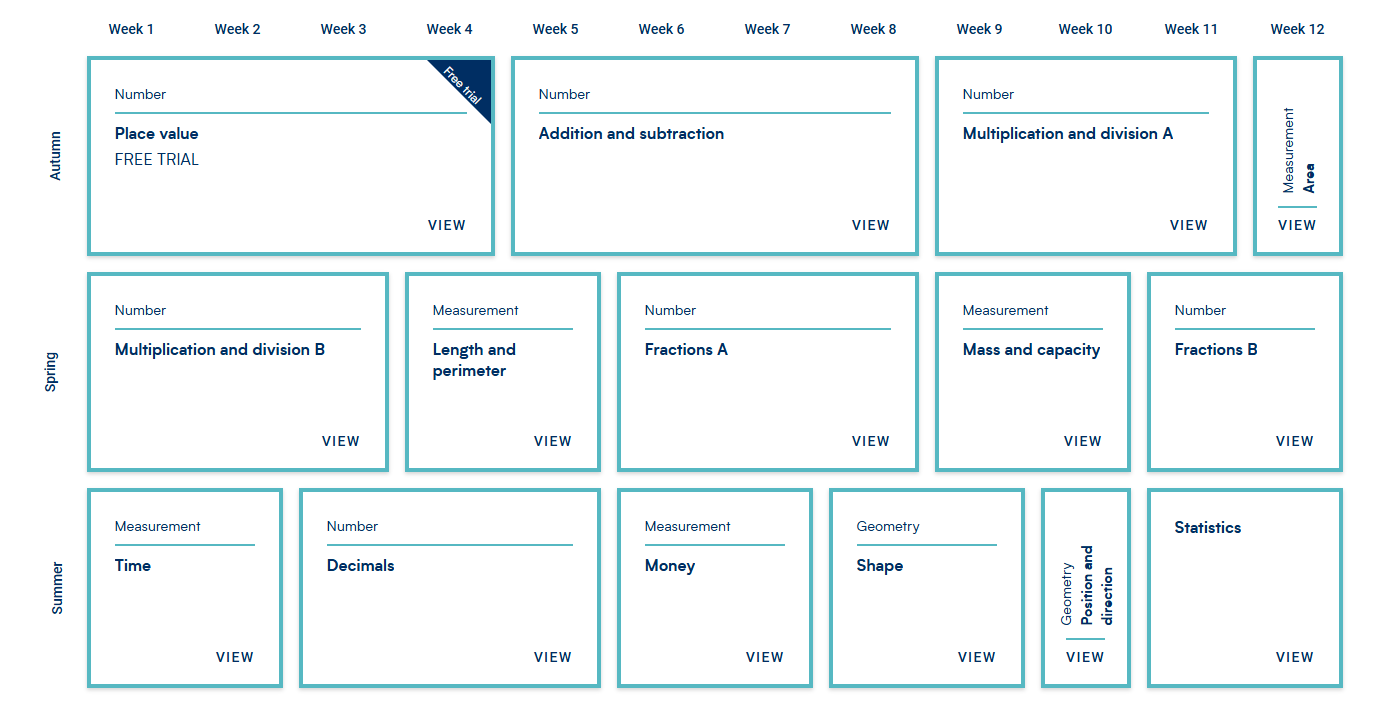 Week 1 Week 2 Week 3 Week 4 Week 5 Week 6 Week 7 Week 8 Week 9 Week 10 Week 11 Week 12
Autumn
Number
Place value
FREE TRIAL
VIEW
Free trial
Number
Addition and subtraction
VIEW
Number
Multiplication and division A
VIEW
Measurement
Area
VIEW
Spring
Number
Multiplication and division B
VIEW
Measurement
Length and
perimeter
VIEW
Number
Fractions A
VIEW
Measurement
Mass and capacity
VIEW
Number
Fractions B
VIEW
Summer
Measurement
Time
VIEW
Number
Decimals
VIEW
Measurement
Money
VIEW
Geometry
Shape
VIEW
Geometry
Position and
direction
VIEW
Statistics
VIEW